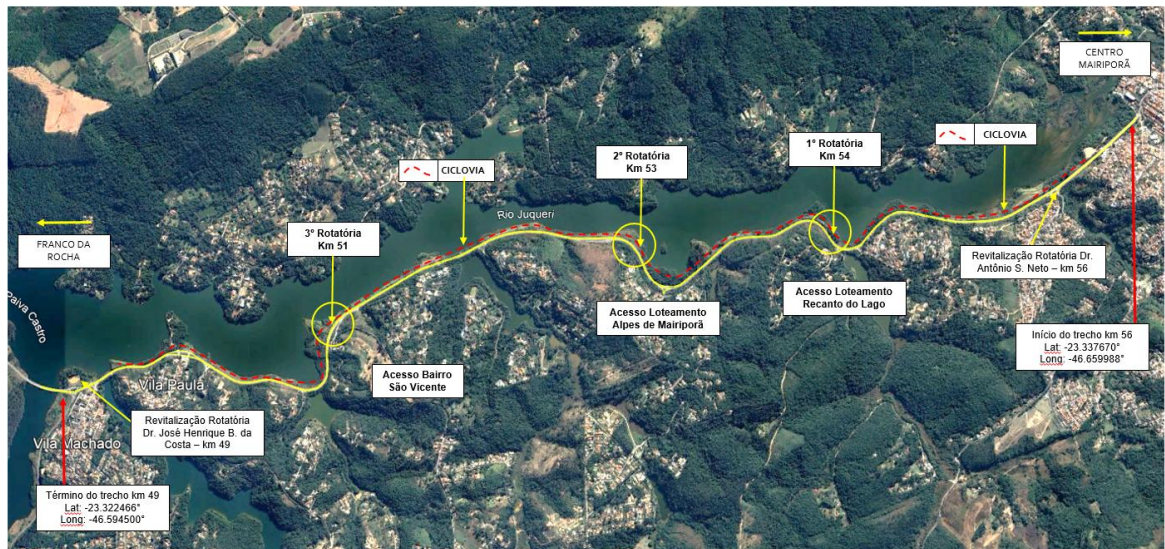 CENTRO
MAIRIPORÃ
CICLOVIA
1º Rotatória
Km 54
2º Rotatória
Km 53
CICLOVIA
Rio Juqueri
3º Rotatória
Km 51
FRANCO DA
ROCHA
Paiva Castro
Revitalização Rotatória Dr.
Antônio S. Neto – km 56
Acesso Loteamento
Recanto do Lago
Acesso Loteamento
Alpes de Mairiporã
Início do trecho km 56
Lat: -23.337670°
Long: -46.659988°
Acesso Bairro
São Vicente
Vila Paula
Revitalização Rotatória
Dr. José Henrique B. da
Costa – km 49
Vila Machado
Término do trecho km 49
Lat: -23.322466°
Long: -46.594500°